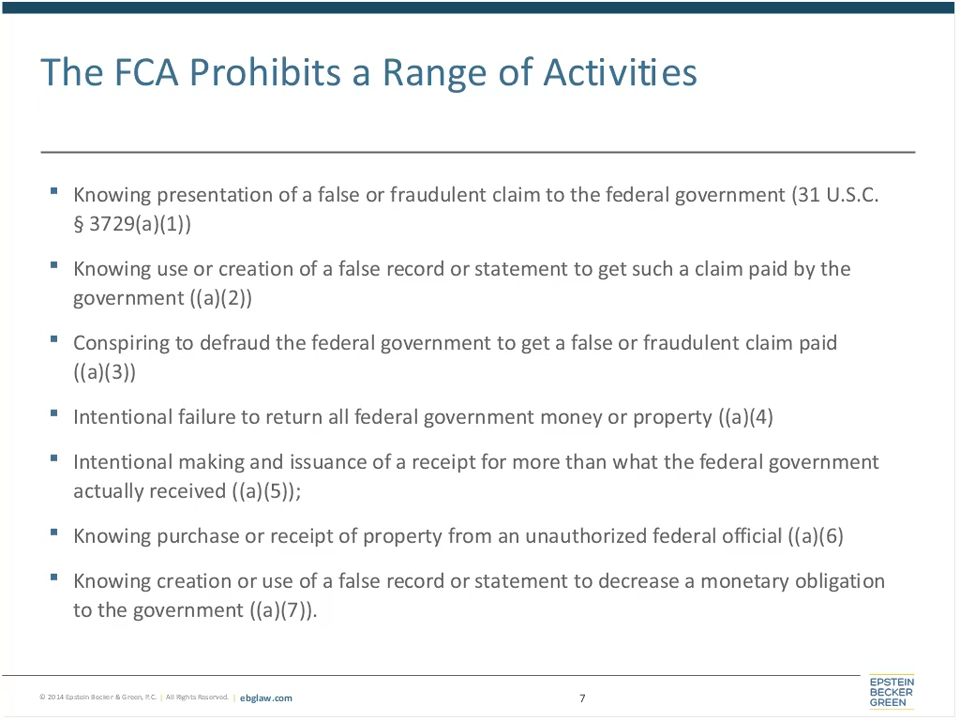 The FCA Prohibits a Range of Activities
▪ Knowing presentation of a false or fraudulent claim to the federal government (31 U.S.C.
§ 3729(a)(1))
▪ Knowing use or creation of a false record or statement to get such a claim paid by the
government ((a)(2))
▪ Conspiring to defraud the federal government to get a false or fraudulent claim paid
((a)(3))
▪ Intentional failure to return all federal government money or property ((a)(4)
▪ Intentional making and issuance of a receipt for more than what the federal government
actually received ((a)(5));
▪ Knowing purchase or receipt of property from an unauthorized federal official ((a)(6)
▪ Knowing creation or use of a false record or statement to decrease a monetary obligation
to the government ((a)(7)).
© 2014 Epstein Becker & Green, P.C. | All Rights Reserved. | ebglaw.com
7
EPSTEIN
BECKER
GREEN